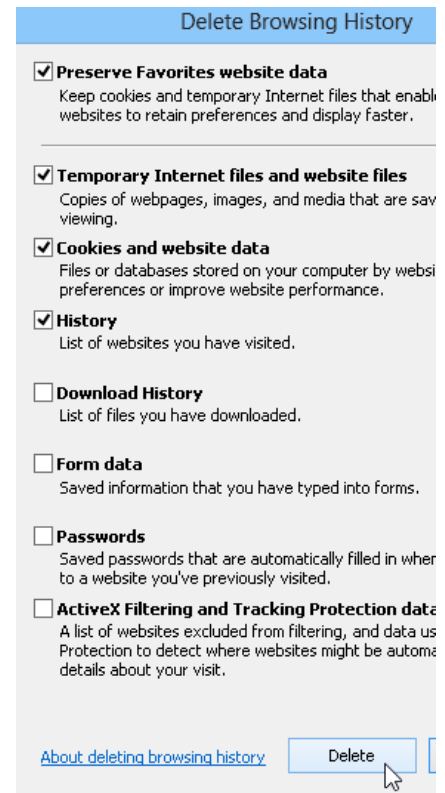 Delete Browsing History
Preserve Favorites website data
Keep cookies and temporary Internet files that enable
websites to retain preferences and display faster.
Temporary Internet files and website files
Copies of webpages, images, and media that are
viewing.
Cookies and website data
Files or databases stored on your computer by
preferences or improve website performance.
History
List of websites you have visited.
Download History
List of files you have downloaded.
Form data
Saved information that you have typed into forms.
Passwords
Saved passwords that are automatically filled in
to a website you've previously visited.
ActiveX Filtering and Tracking Protection data
A list of websites excluded from filtering, and data
Protection to detect where websites might be
details about your visit.
About deleting browsing history
Delete